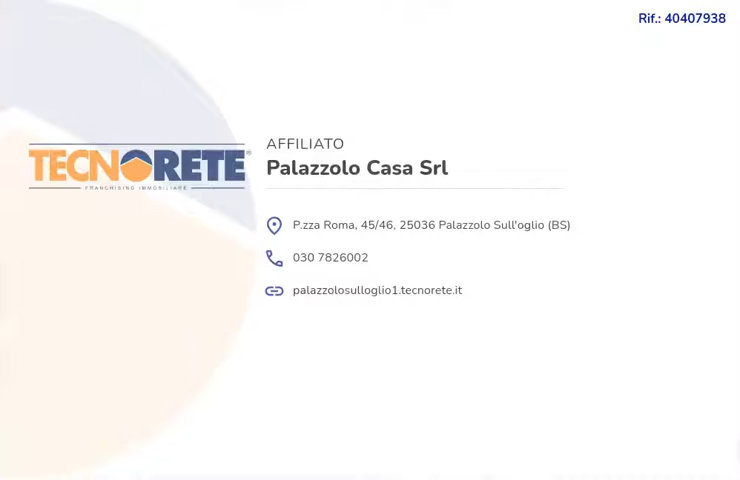 Rif.: 40407938
TECNORETE
FRANCHISING IMMOBILIARE
AFFILIATO
Palazzolo Casa Srl
P.zza Roma, 45/46, 25036 Palazzolo Sull'oglio (BS)
030 7826002
palazzolosulloglio1.tecnorete.it